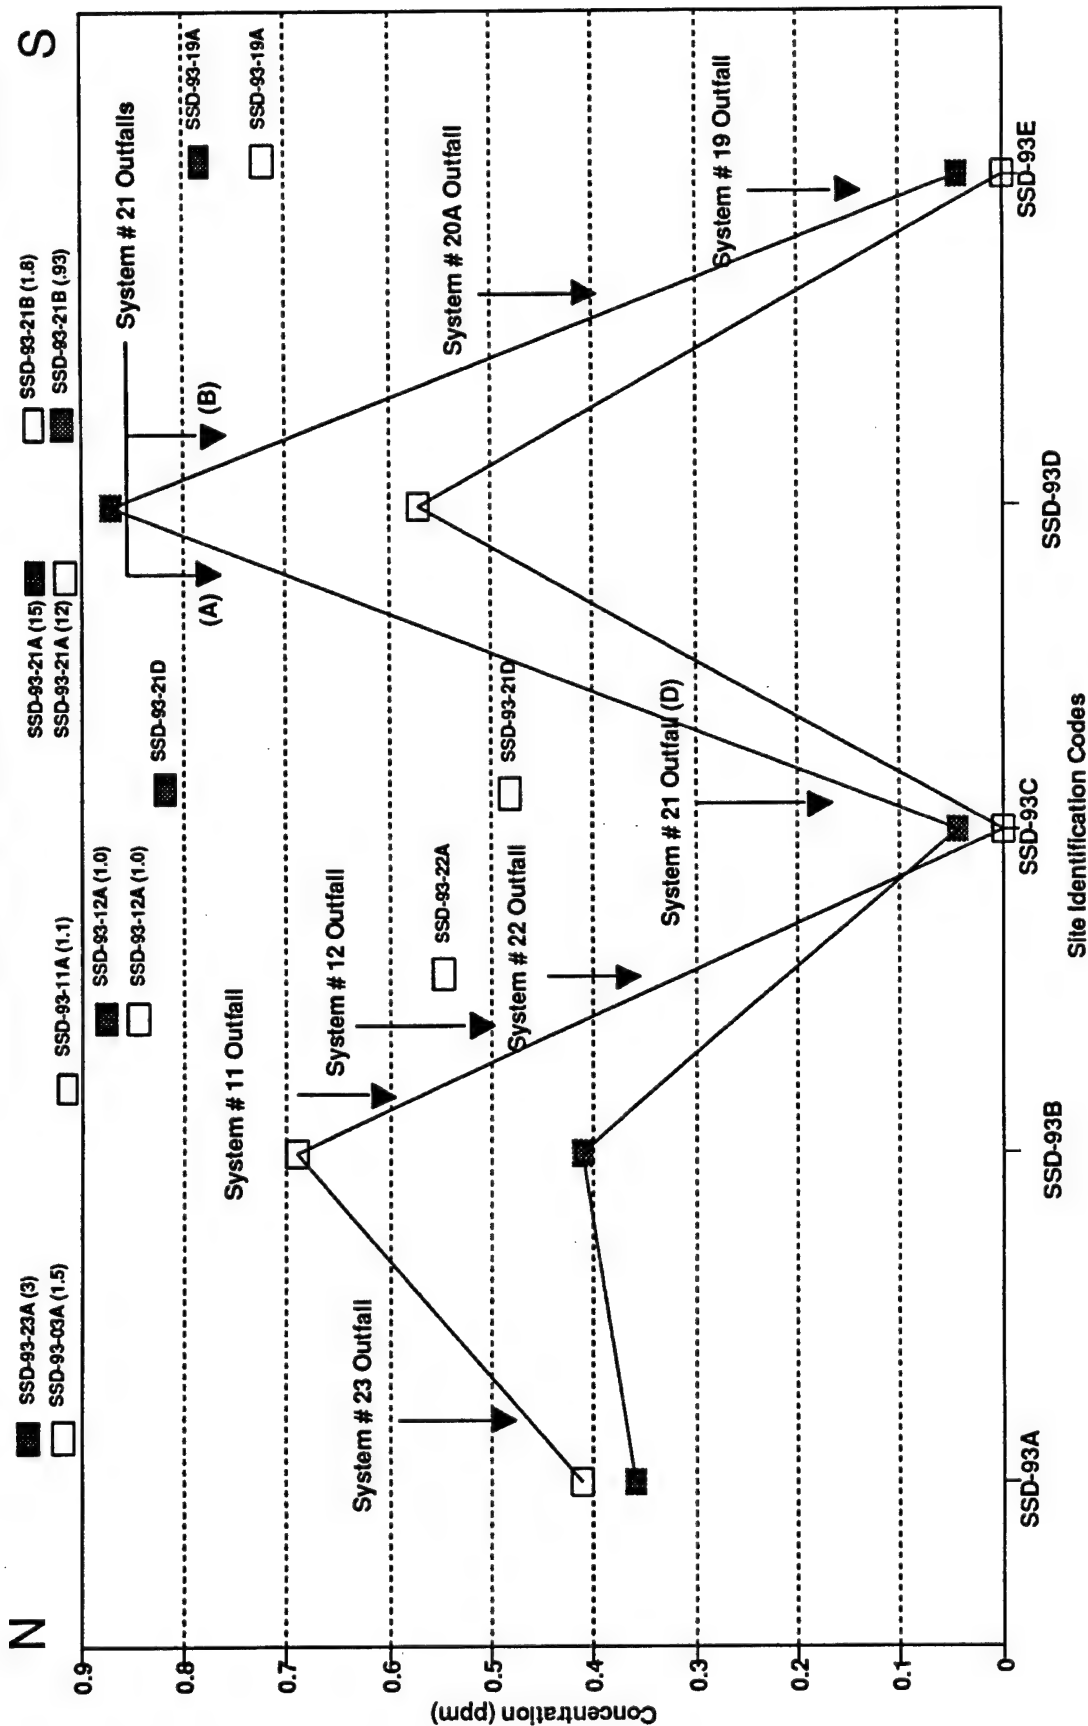 N
S
SSD-93-23A (3)
SSD-93-03A (1.5)
SSD-93-11A (1.1)
SSD-93-12A (1.0)
SSD-93-12A (1.0)
SSD-93-21A (15)
SSD-93-21A (12)
SSD-93-21B (1.8)
SSD-93-21B (.93)
SSD-93-21D
SSD-93-19A
SSD-93-19A
System # 21 Outfalls
(A)
(B)
System # 11 Outfall
System # 12 Outfall
System # 23 Outfall
SSD-93-22A
System # 22 Outfall
SSD-93-21D
System # 20A Outfall
System # 21 Outfall (D)
System # 19 Outfall
Concentration (ppm)
0.9
0.8
0.7
0.6
0.5
0.4
0.3
0.2
0.1
0
SSD-93A
SSD-93B
SSD-93C
SSD-93D
SSD-93E
Site Identification Codes